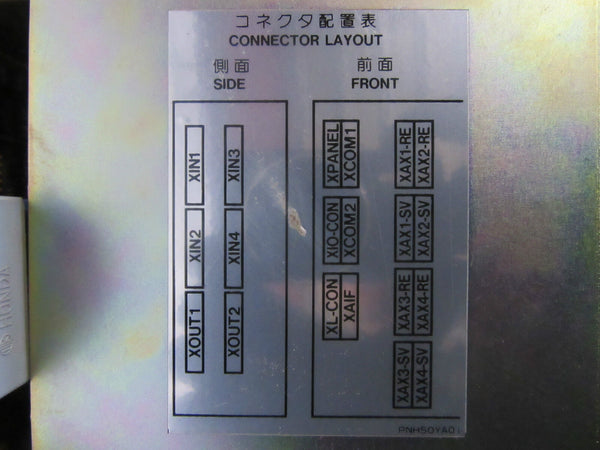 コネクタ配置表
CONNECTOR LAYOUT
側面
SIDE
XIN1
XIN3
XIN2
XIN4
XOUT1
XOUT2
前面
FRONT
XPANEL
XCOM1
XAX1-RE
XAX2-RE
XIO-CON
XCOM2
XAX1-SV
XAX2-SV
XL-CON
XAIF
XAX3-RE
XAX4-RE
XAX3-SV
XAX4-SV
HONDA